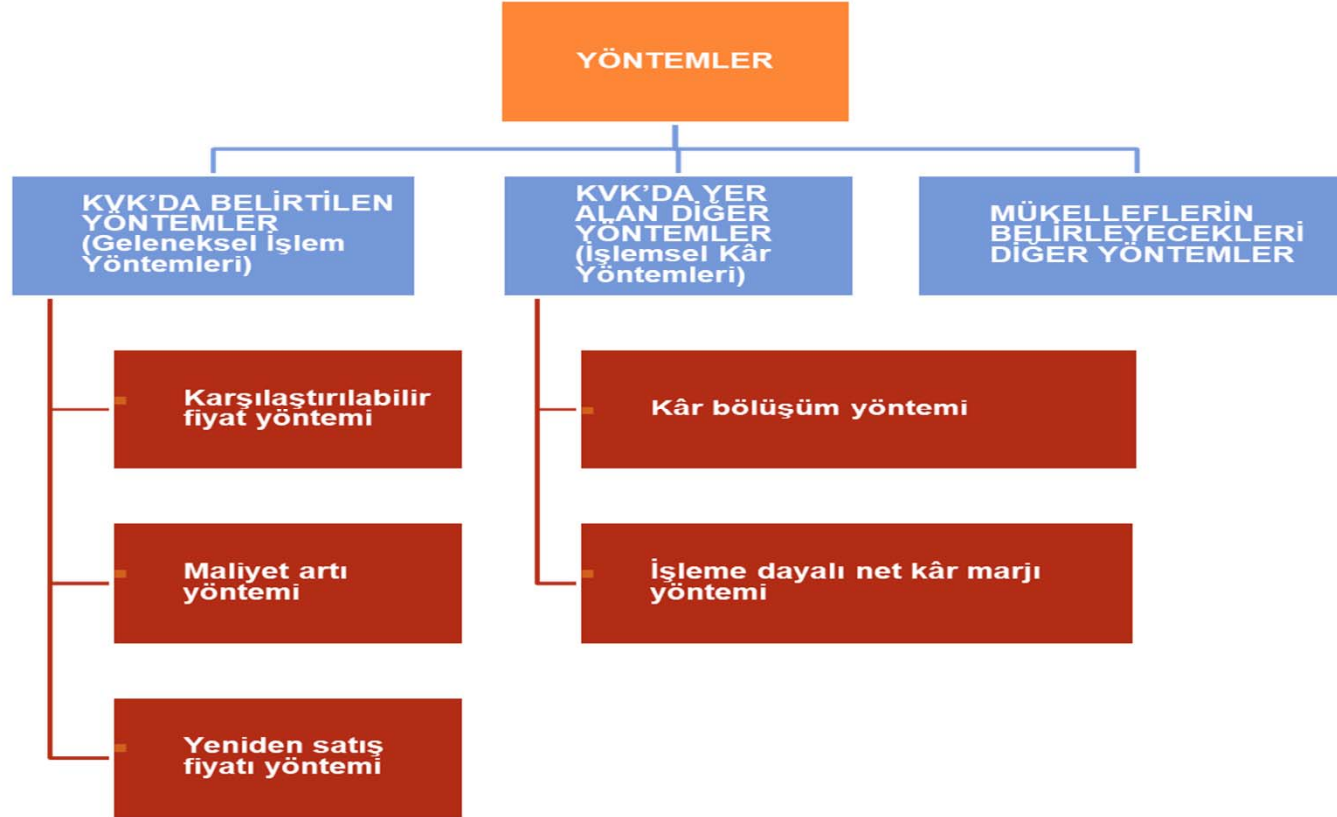 YÖNTEMLER
KVK’DA BELİRTİLEN
YÖNTEMLER
(Geleneksel İşlem
Yöntemleri)
KVK’DA YER
ALAN DİĞER
YÖNTEMLER
(İşlemsel Kâr
Yöntemleri)
MÜKELLEFLERİN
BELİRLEYECEKLERİ
DİĞER YÖNTEMLER
Karşılaştırılabilir
fiyat yöntemi
Maliyet artı
yöntemi
Yeniden satış
fiyatı yöntemi
Kâr bölüşüm yöntemi
İşleme dayalı net kâr marjı
yöntemi